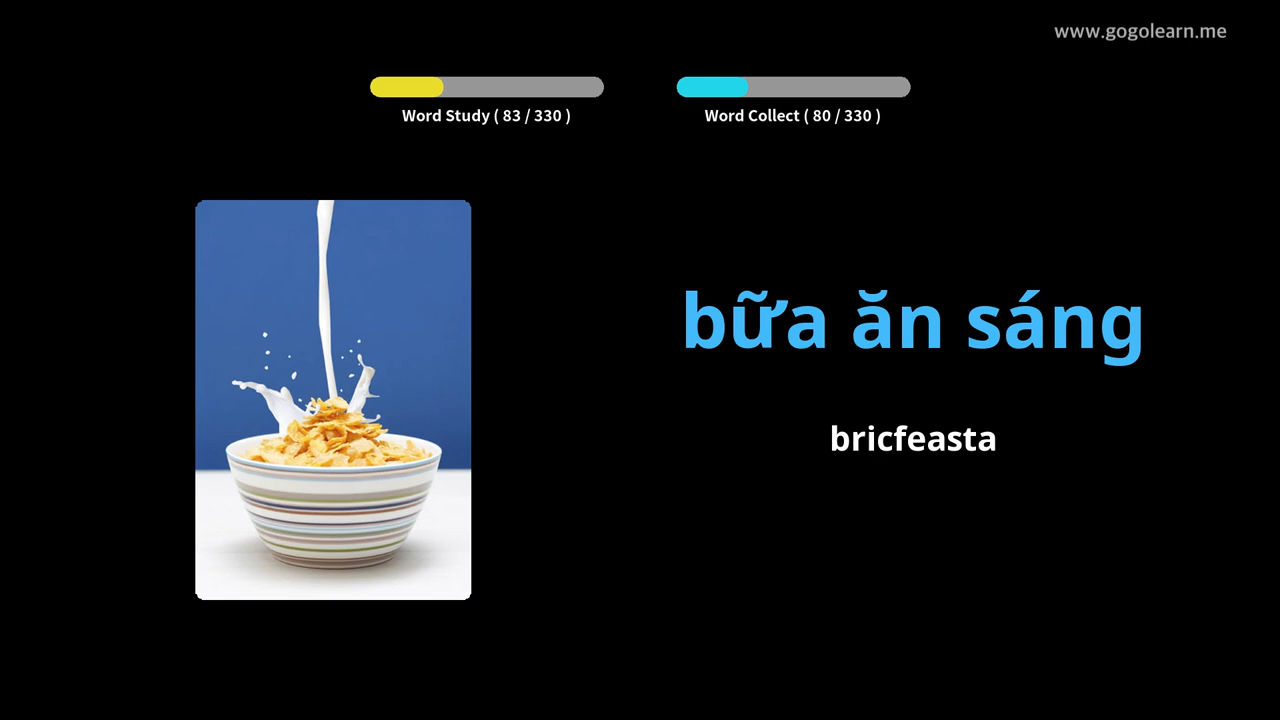 www.gogolearn.me
Word Study ( 83 / 330 )
Word Collect ( 80 / 330 )
bữa ăn sáng
bricfeasta